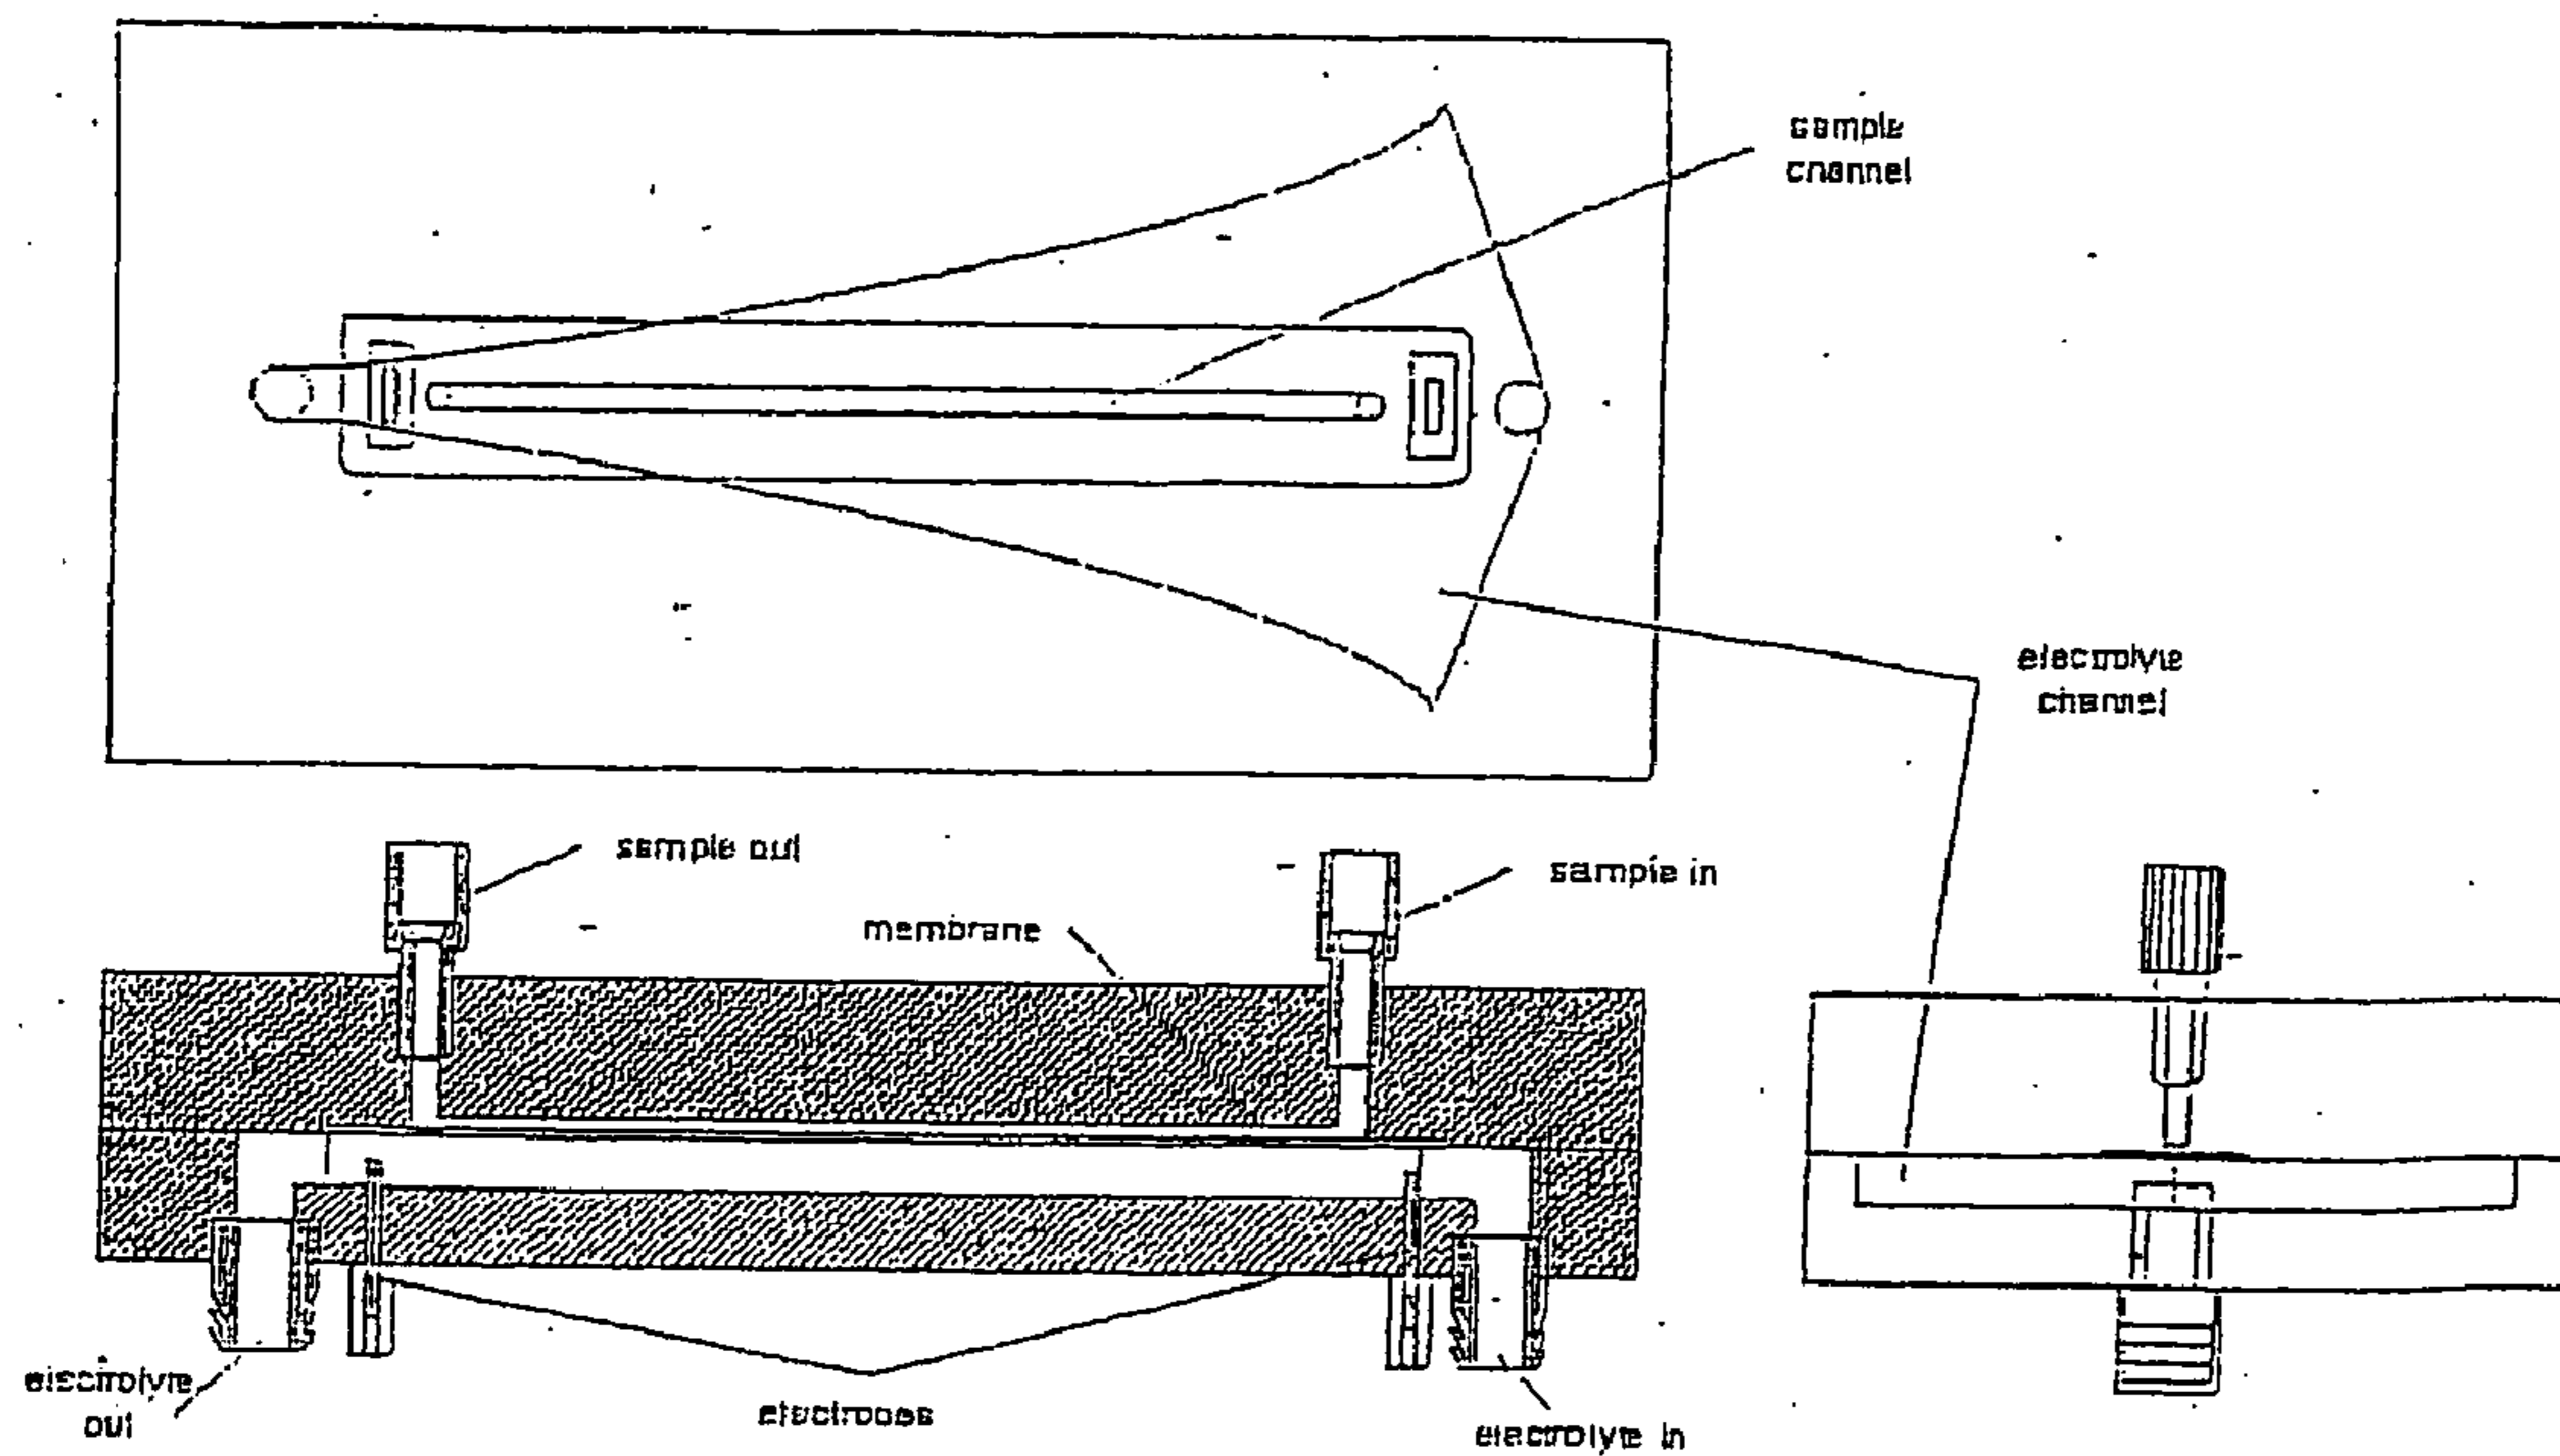 sample
channel
electrolyte
channel
sample out
sample in
membrane
electrolyte
out
electrodes
electrolyte in